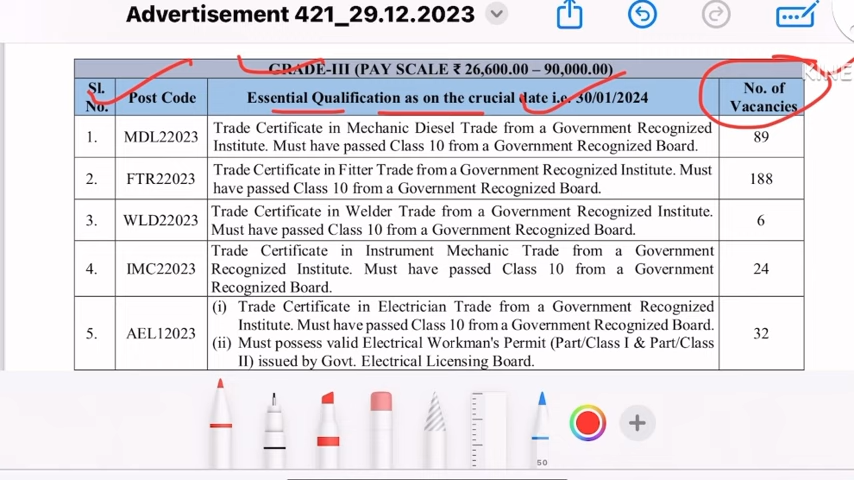 Advertisement 421_29.12.2023
GRADE-III (PAY SCALE ₹ 26,600.00 – 90,000.00)
Sl. No. Post Code Essential Qualification as on the crucial date i.e. 30/01/2024 No. of Vacancies
1. MDL22023 Trade Certificate in Mechanic Diesel Trade from a Government Recognized
Institute. Must have passed Class 10 from a Government Recognized Board. 89
2. FTR22023 Trade Certificate in Fitter Trade from a Government Recognized Institute. Must
have passed Class 10 from a Government Recognized Board. 188
3. WLD22023 Trade Certificate in Welder Trade from a Government Recognized Institute.
Must have passed Class 10 from a Government Recognized Board. 6
4. IMC22023 Trade Certificate in Instrument Mechanic Trade from a Government
Recognized Institute. Must have passed Class 10 from a Government
Recognized Board. 24
5. AEL12023 (i) Trade Certificate in Electrician Trade from a Government Recognized
Institute. Must have passed Class 10 from a Government Recognized Board.
(ii) Must possess valid Electrical Workman's Permit (Part/Class I & Part/Class
II) issued by Govt. Electrical Licensing Board. 32
50